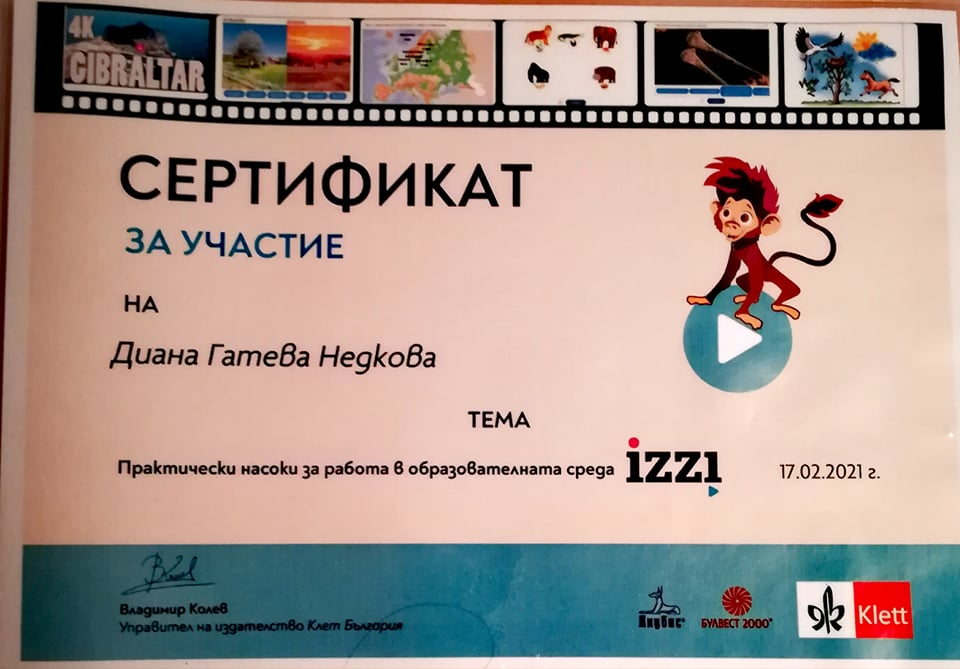 4K
GIBRALTAR
СЕРТИФИКАТ
ЗА УЧАСТИЕ
НА
Диана Гатева Недкова
ТЕМА
Практически насоки за работа в образователната среда izzi 17.02.2021 г.
Владимир Колев
Управител на издателство Клет България
Анубис
БУЛВЕСТ 2000
Klett